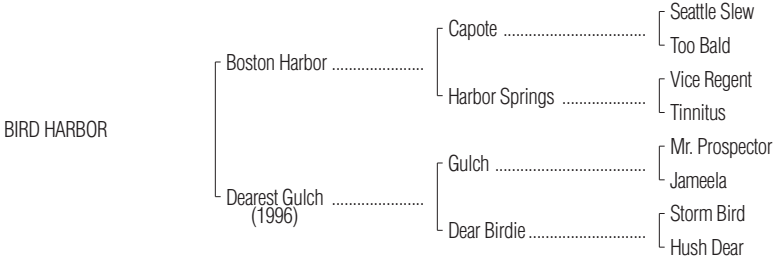 Seattle Slew
Capote ..............................
Too Bald
Boston Harbor ....................
Vice Regent
Harbor Springs ..................
Tinnitus
BIRD HARBOR
Mr. Prospector
Gulch ................................
Jameela
Dearest Gulch ....................
(1996)
Storm Bird
Dear Birdie.........................
Hush Dear